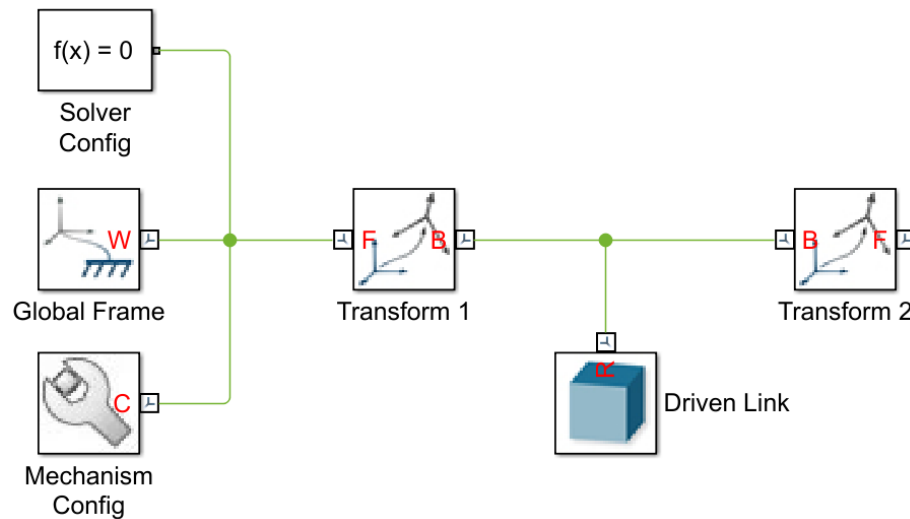 f(x) = 0
Solver
Config
W
Global Frame
F
B
Transform 1
B
F
Transform 2
C
Mechanism
Config
R
Driven Link